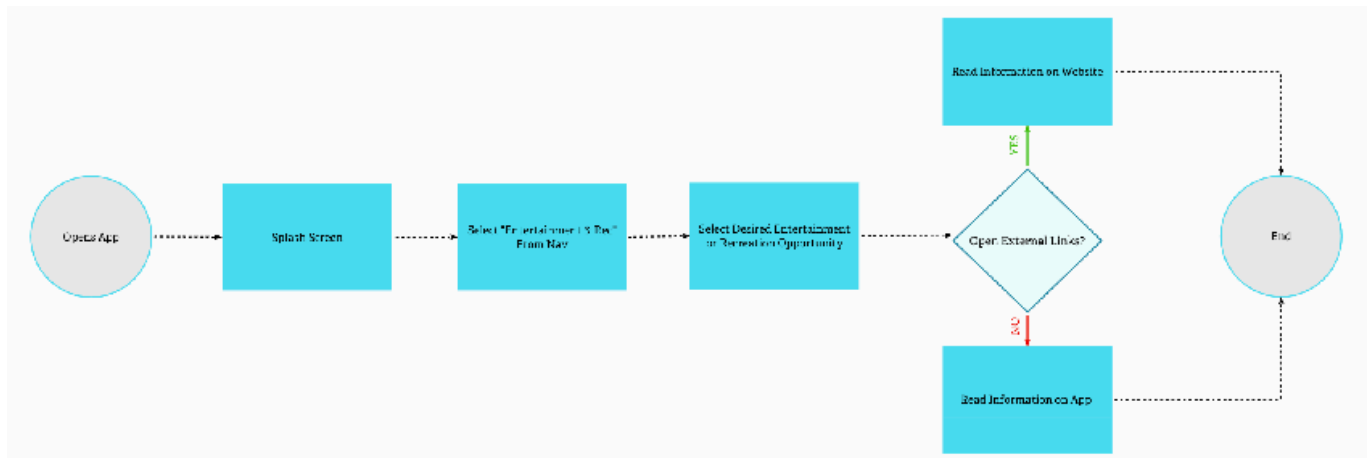 Read Information on Website
YES
Opens App
Splash Screen
Select "Entertainment & Rec"
From Nav
Select Desired Entertainment
or Recreation Opportunity
Open External Links?
End
NO
Read Information on App